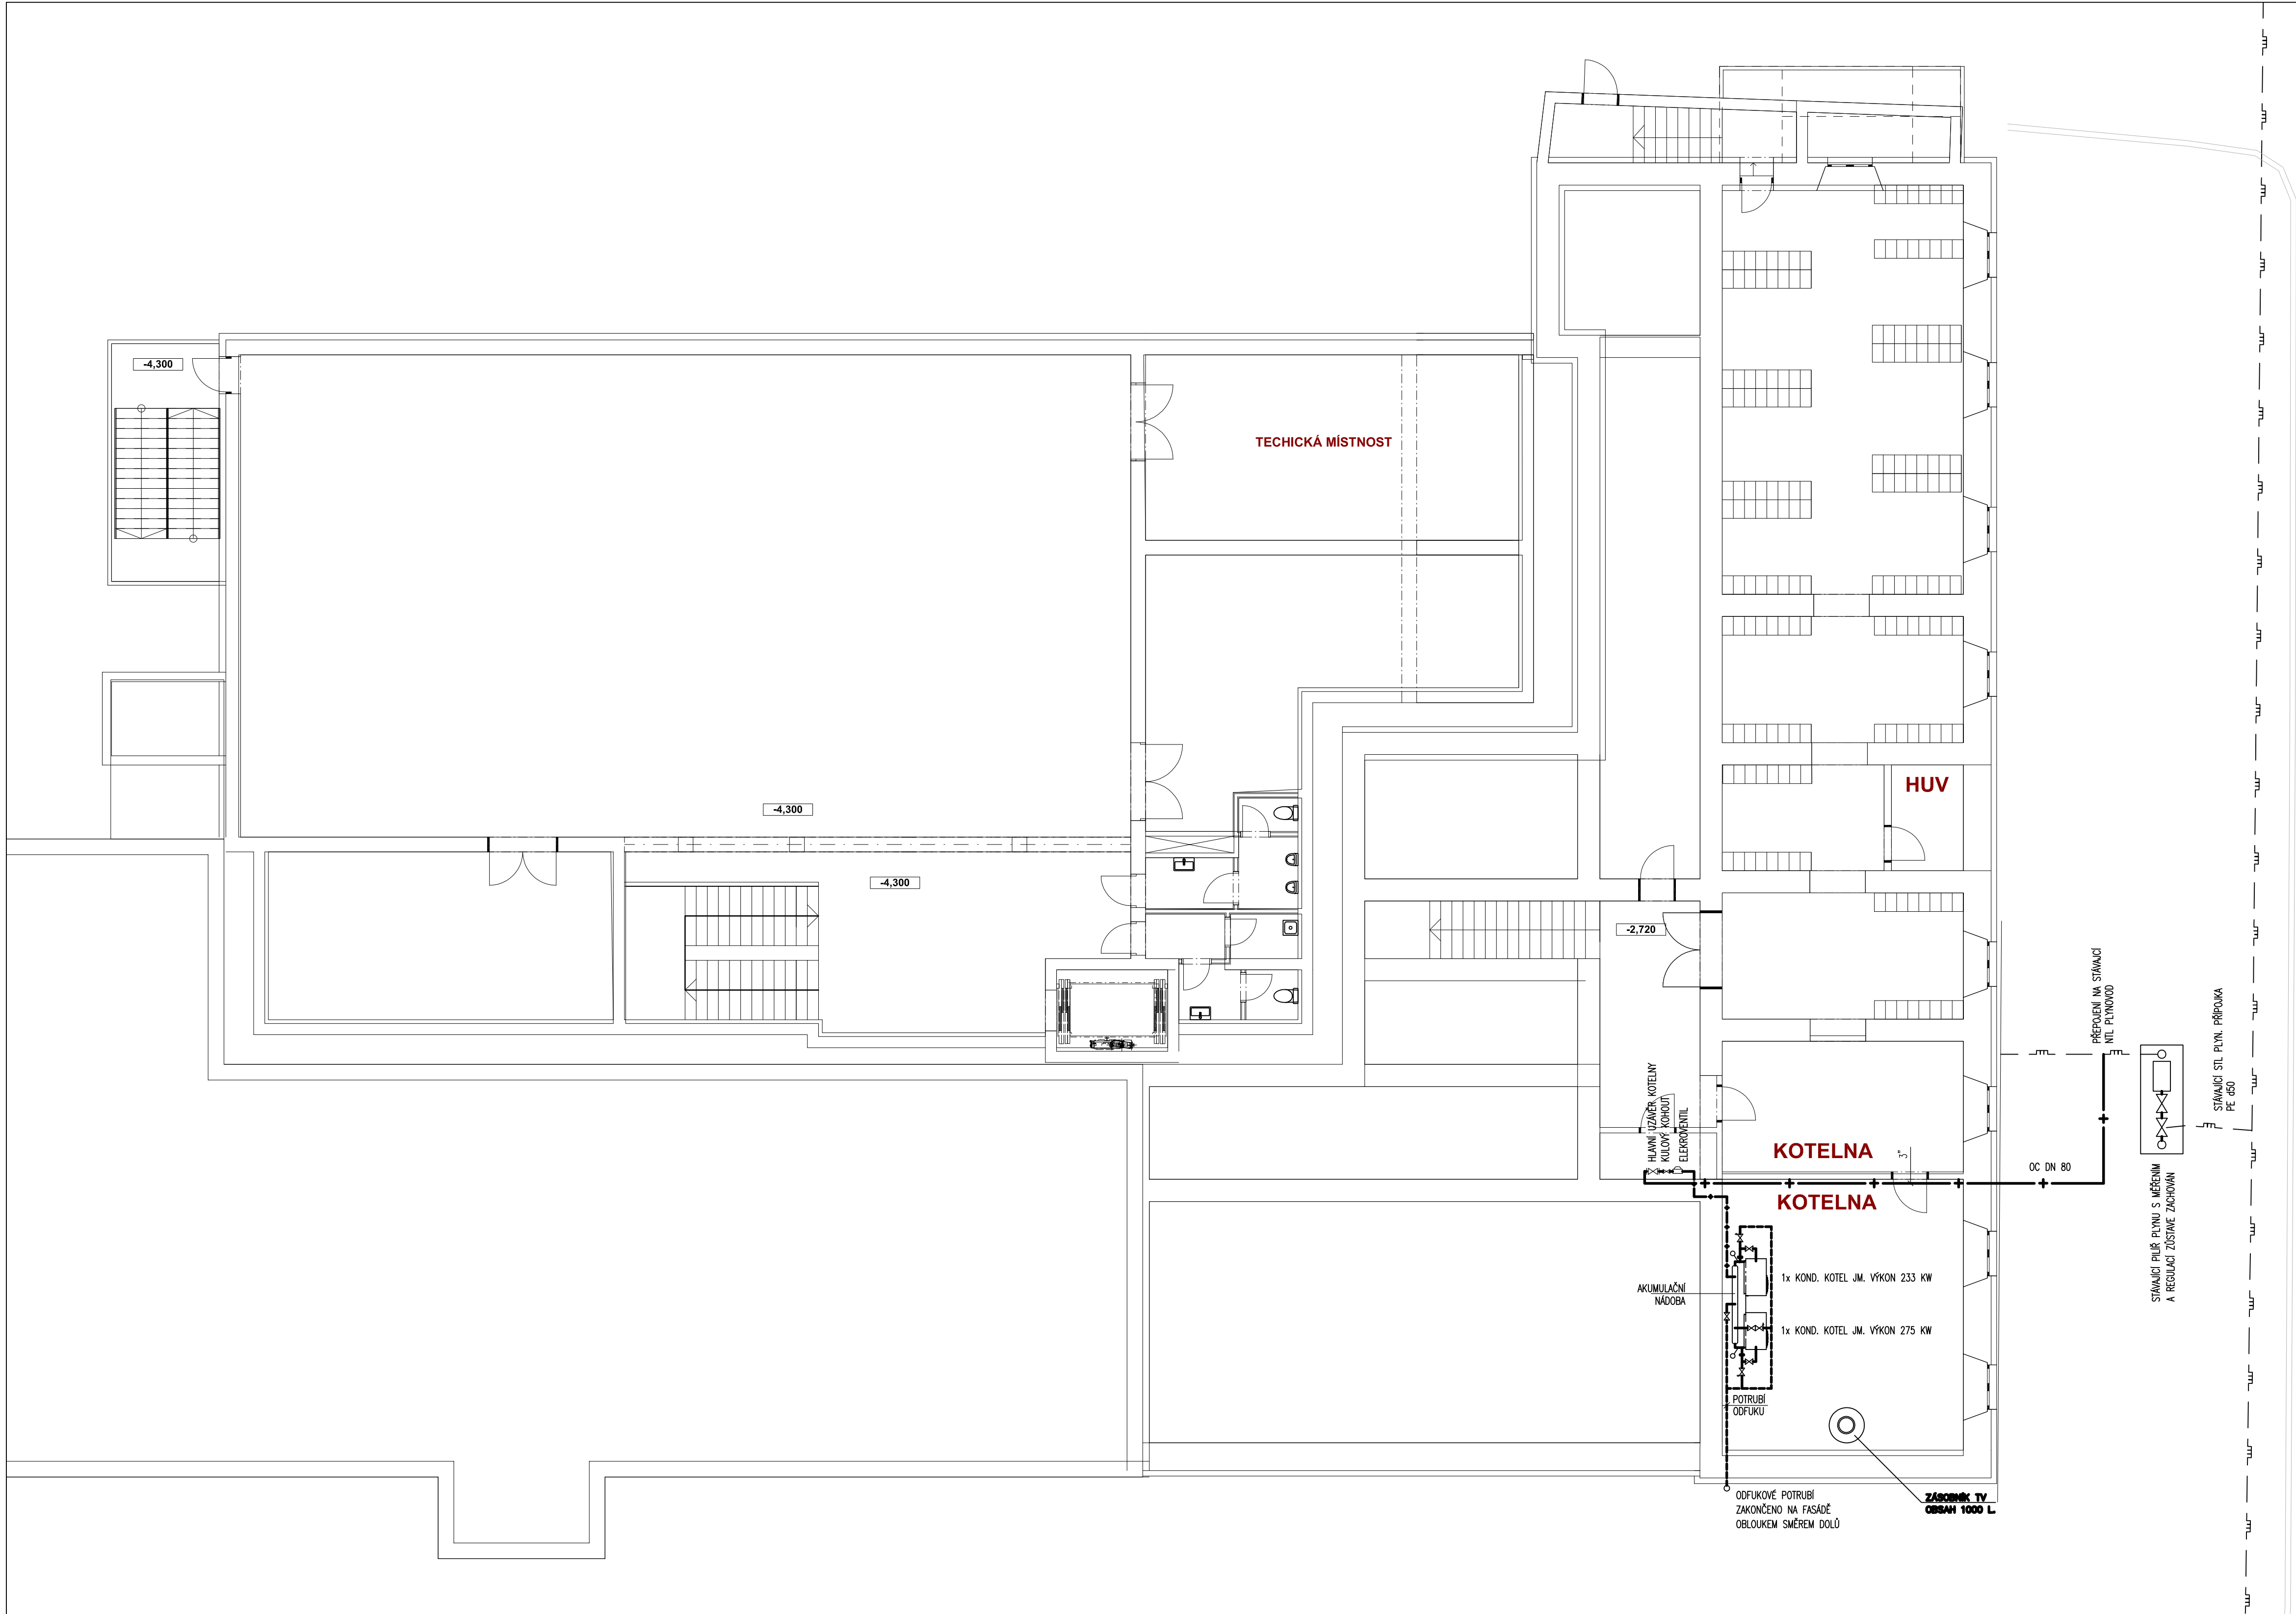 -4,300
TECHICKÁ MÍSTNOST
HUV
-4,300
-4,300
-2,720
PŘEPOJENÍ NA STÁVAJÍCÍ
NTL PLYNOVOD
STÁVAJÍCÍ STL PLYN. PŘÍPOJKA
PE d50
HLAVNÍ UZÁVĚR KOTELNY
KULOVÝ KOHOUT
ELEKROVENTIL
KOTELNA
3"
OC DN 80
KOTELNA
STÁVAJÍCÍ PILÍŘ PLYNU S MĚŘENÍM
A REGULACÍ ZŮSTAVE ZACHOVÁN
AKUMULAČNÍ
NÁDOBA
1x KOND. KOTEL JM. VÝKON 233 KW
1x KOND. KOTEL JM. VÝKON 275 KW
POTRUBÍ
ODFUKU
ODFUKOVÉ POTRUBÍ
ZAKONČENO NA FASÁDĚ
OBLOUKEM SMĚREM DOLŮ
ZÁSOBNÍK TV
OBSAH 1000 L.